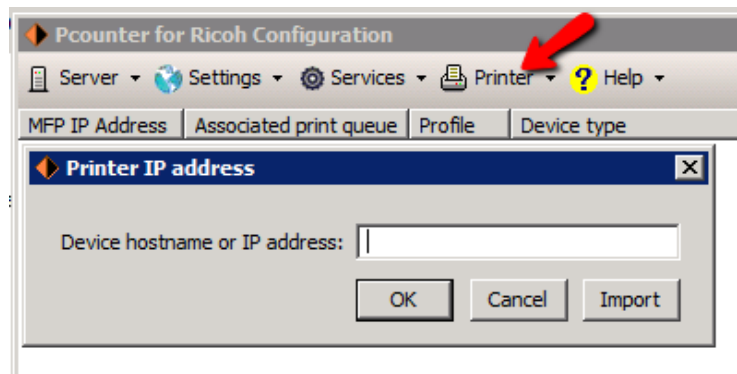 Pcounter for Ricoh Configuration
Server Settings Services Printer ? Help
MFP IP Address Associated print queue Profile Device type
Printer IP address
Device hostname or IP address:
OK Cancel Import